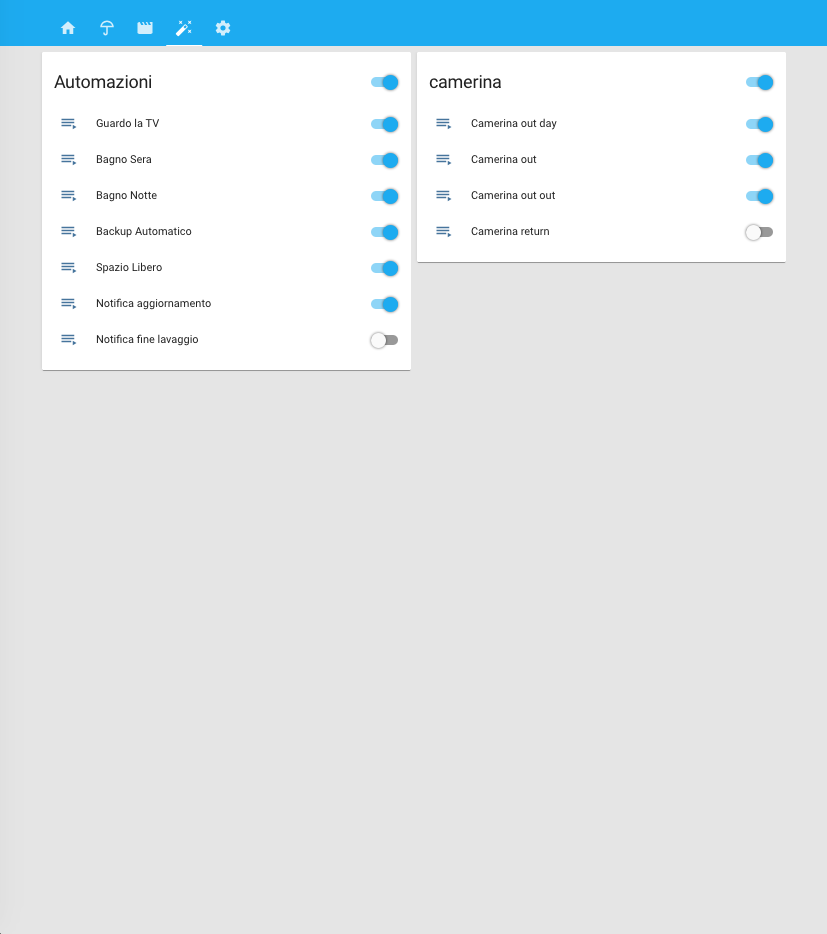 Automazioni
Guardo la TV
Bagno Sera
Bagno Notte
Backup Automatico
Spazio Libero
Notifica aggiornamento
Notifica fine lavaggio
camerina
Camerina out day
Camerina out
Camerina out out
Camerina return